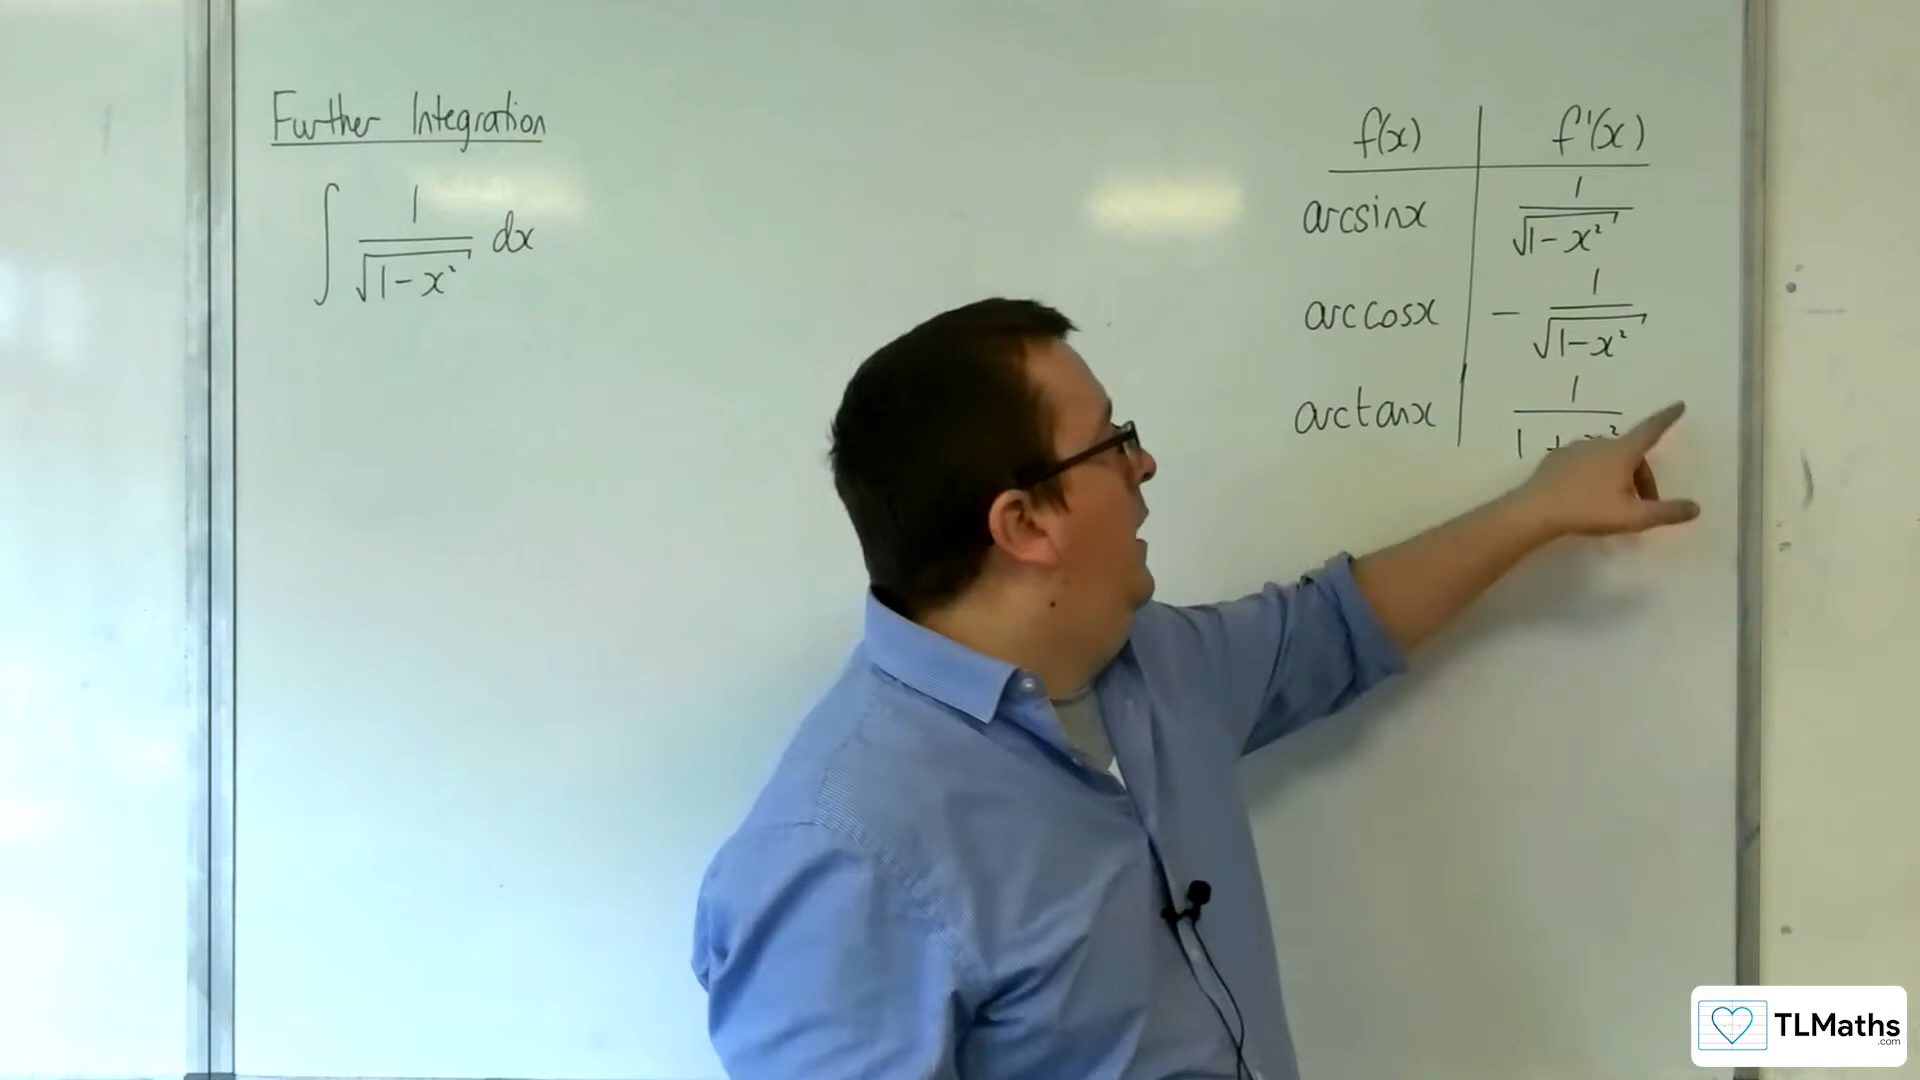 Further Integration
∫ 1/√(1-x²) dx
f(x) | f'(x)
arcsinx | 1/√(1-x²)
arccosx | - 1/√(1-x²)
arctanx | 1/(1+x²)
TLMaths
.com